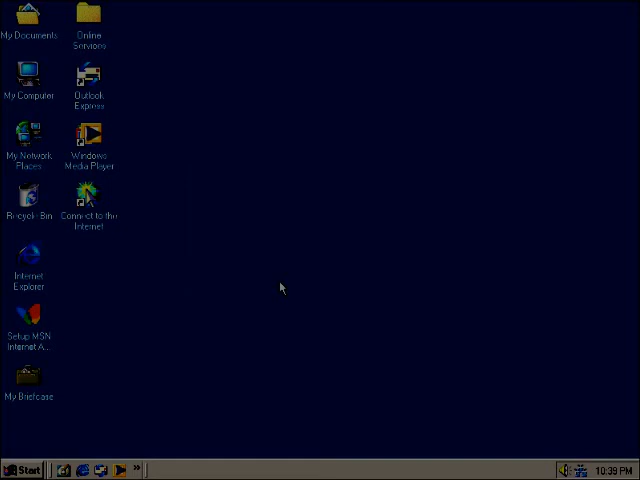 My Documents
Online
Services
My Computer
Outlook
Express
My Network
Places
Windows
Media Player
Recycle Bin
Connect to the
Internet
Internet
Explorer
Setup MSN
Internet A...
My Briefcase
Start
»
10:39 PM